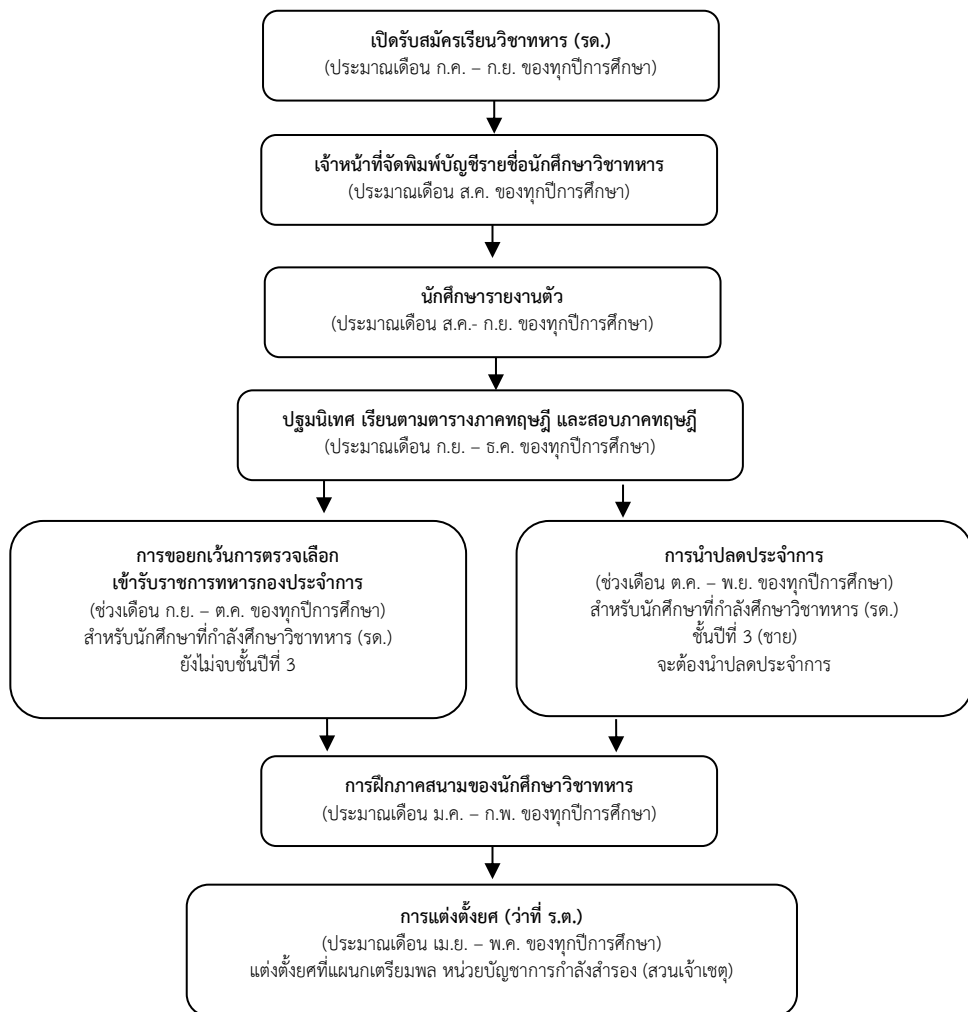 เปิดรับสมัครเรียนวิชาทหาร (รด.)
(ประมาณเดือน ก.ค. – ก.ย. ของทุกปีการศึกษา)
เจ้าหน้าที่จัดพิมพ์บัญชีรายชื่อนักศึกษาวิชาทหาร
(ประมาณเดือน ส.ค. ของทุกปีการศึกษา)
นักศึกษารายงานตัว
(ประมาณเดือน ส.ค.- ก.ย. ของทุกปีการศึกษา)
ปฐมนิเทศ เรียนตามตารางภาคทฤษฎี และสอบภาคทฤษฎี
(ประมาณเดือน ก.ย. – ธ.ค. ของทุกปีการศึกษา)
การขอยกเว้นการตรวจเลือก
เข้ารับราชการทหารกองประจำการ
(ช่วงเดือน ก.ย. – ต.ค. ของทุกปีการศึกษา)
สำหรับนักศึกษาที่กำลังศึกษาวิชาทหาร (รด.)
ยังไม่จบชั้นปีที่ 3
การนำปลดประจำการ
(ช่วงเดือน ต.ค. – พ.ย. ของทุกปีการศึกษา)
สำหรับนักศึกษาที่กำลังศึกษาวิชาทหาร (รด.)
ชั้นปีที่ 3 (ชาย)
จะต้องนำปลดประจำการ
การฝึกภาคสนามของนักศึกษาวิชาทหาร
(ประมาณเดือน ม.ค. – ก.พ. ของทุกปีการศึกษา)
การแต่งตั้งยศ (ว่าที่ ร.ต.)
(ประมาณเดือน เม.ย. – พ.ค. ของทุกปีการศึกษา)
แต่งตั้งยศที่แผนกเตรียมพล หน่วยบัญชาการกำลังสำรอง (สวนเจ้าเชตุ)